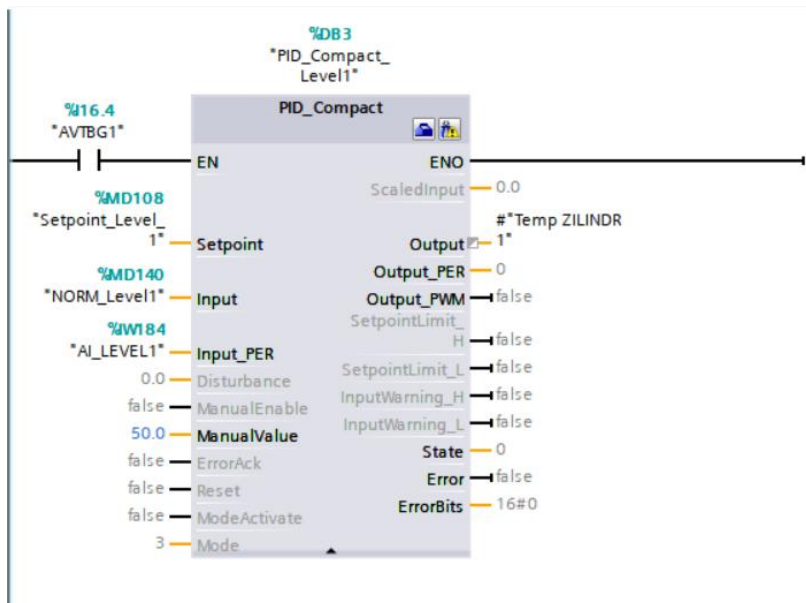 %DB3
"PID_Compact_
Level1"
PID_Compact
%I16.4
"AVTBG1"
EN
ENO
ScaledInput
0.0
%MD108
"Setpoint_Level_
1"
Setpoint
Output
#"Temp ZILINDR
1"
Output_PER
0
%MD140
"NORM_Level1"
Input
Output_PWM
false
SetpointLimit_
H
false
%IW184
"AI_LEVEL1"
Input_PER
SetpointLimit_L
false
0.0
Disturbance
InputWarning_H
false
false
ManualEnable
InputWarning_L
false
50.0
ManualValue
State
0
false
ErrorAck
Error
false
false
Reset
ErrorBits
16#0
false
ModeActivate
3
Mode